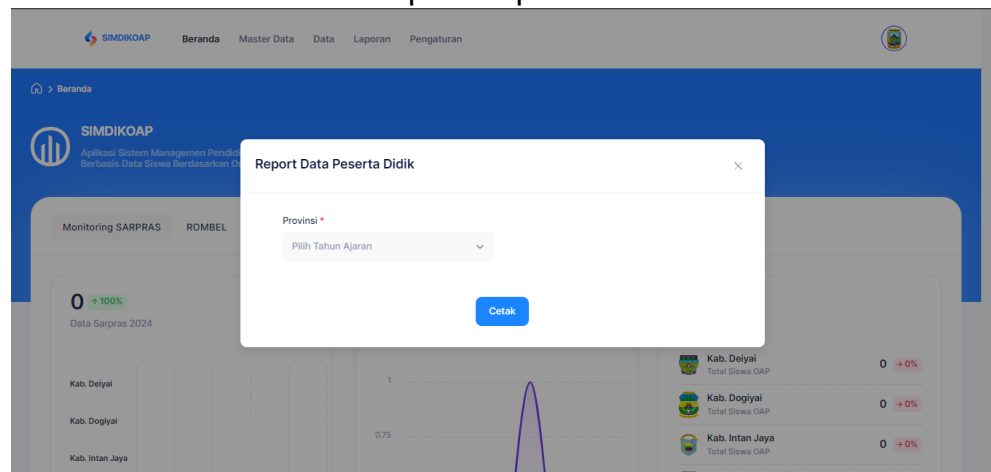 SIMDIKOAP
Beranda Master Data Data Laporan Pengaturan
> Beranda
SIMDIKOAP
Aplikasi Sistem Managemen Pendidi
Berbasis Data Siswa Berdasarkan O
Report Data Peserta Didik
Provinsi *
Pilih Tahun Ajaran
Cetak
Monitoring SARPRAS ROMBEL
0 ↑ 100%
Data Sarpras 2024
Kab. Deiyai
Kab. Dogiyai
Kab. Intan Jaya
1
0.75
Kab. Deiyai
Total Siswa OAP
0 → 0%
Kab. Dogiyai
Total Siswa OAP
0 → 0%
Kab. Intan Jaya
Total Siswa OAP
0 → 0%